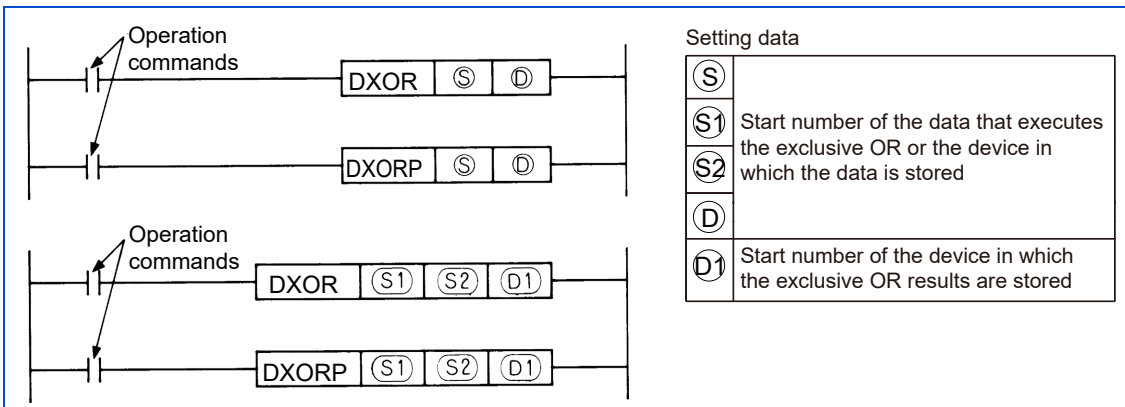 Operation
commands
DXOR S D
DXORP S D
Operation
commands
DXOR S1 S2 D1
DXORP S1 S2 D1
Setting data
S
S1
S2
D
Start number of the data that executes
the exclusive OR or the device in
which the data is stored
D1
Start number of the device in which
the exclusive OR results are stored